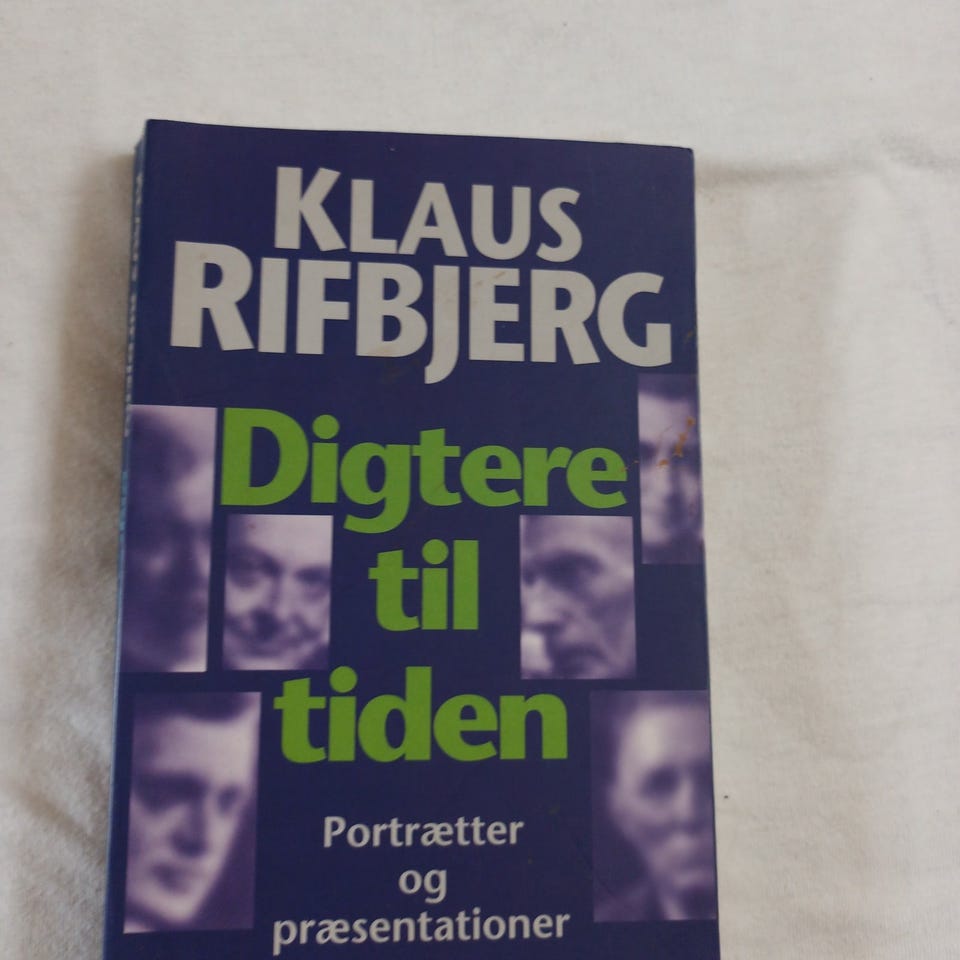 KLAUS
RIFBJERG
Digtere
til
tiden
Portrætter
og
præsentationer